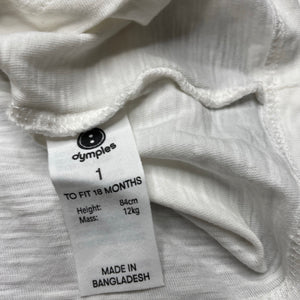 dymples
1
TO FIT 18 MONTHS
Height: 84cm
Mass: 12kg
MADE IN
BANGLADESH